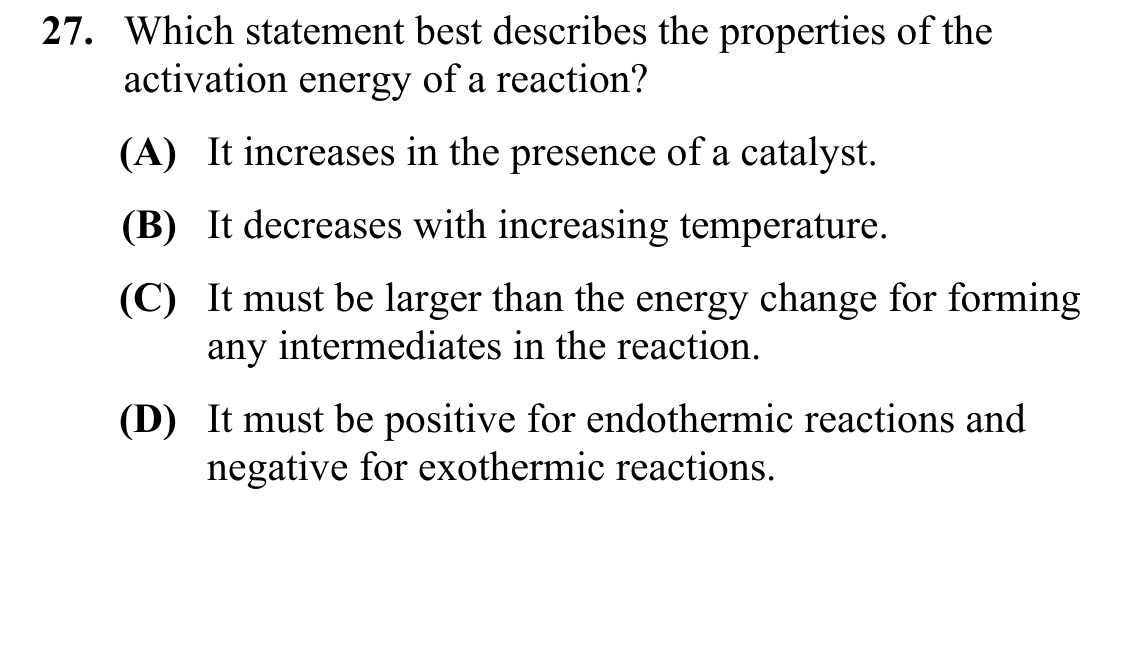 27. Which statement best describes the properties of the
activation energy of a reaction?
(A) It increases in the presence of a catalyst.
(B) It decreases with increasing temperature.
(C) It must be larger than the energy change for forming
any intermediates in the reaction.
(D) It must be positive for endothermic reactions and
negative for exothermic reactions.